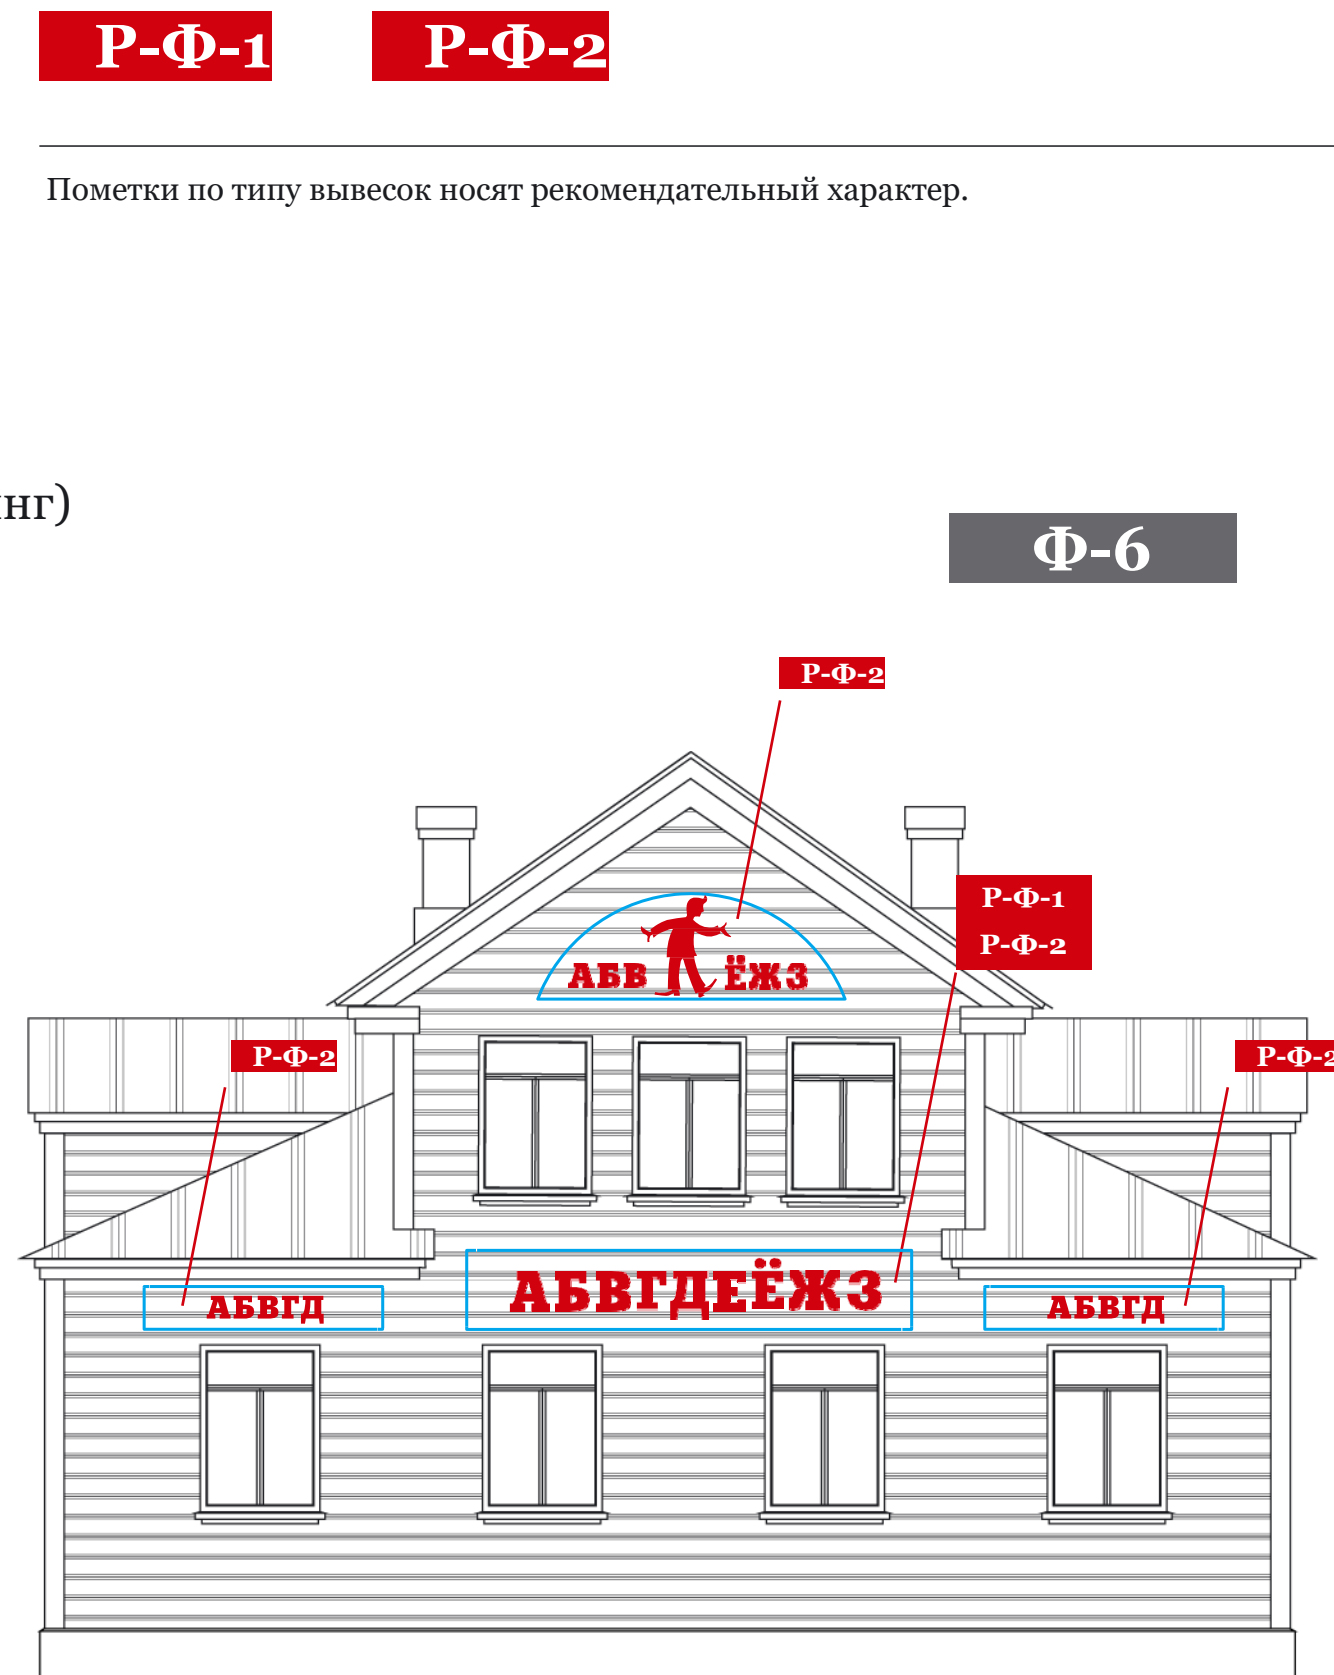 Р-Ф-1 Р-Ф-2
Пометки по типу вывесок носят рекомендательный характер.
нг)
Ф-6
Р-Ф-2
Р-Ф-1
Р-Ф-2
АБВ ЁЖЗ
Р-Ф-2
Р-Ф-2
АБВГД
АБВГДЕЁЖЗ
АБВГД